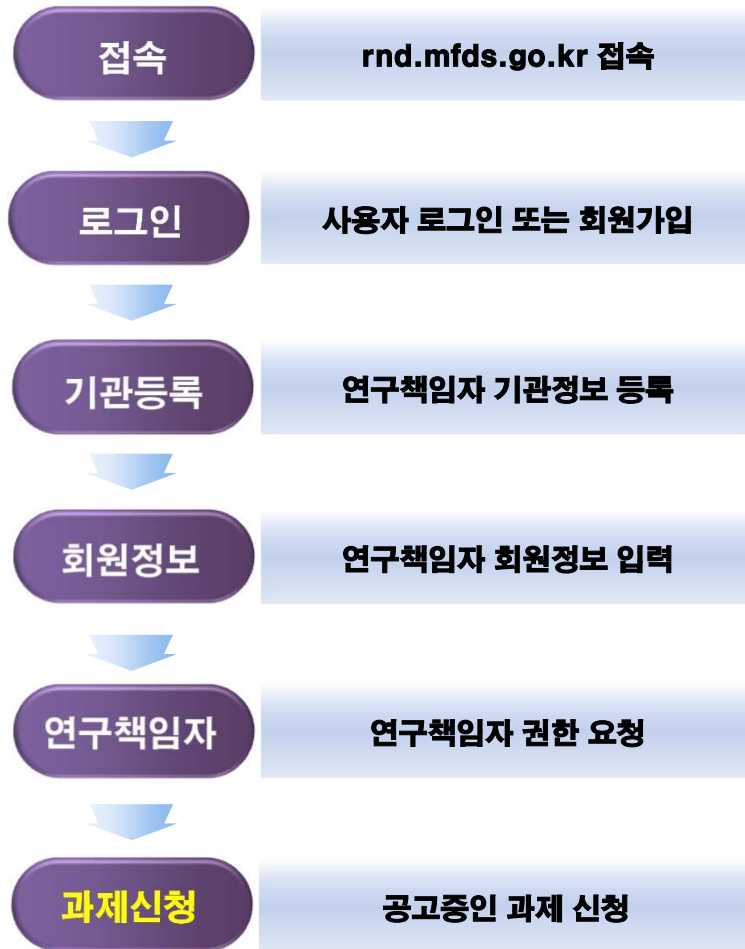 접속
rnd.mfds.go.kr 접속
로그인
사용자 로그인 또는 회원가입
기관등록
연구책임자 기관정보 등록
회원정보
연구책임자 회원정보 입력
연구책임자
연구책임자 권한 요청
과제신청
공고중인 과제 신청